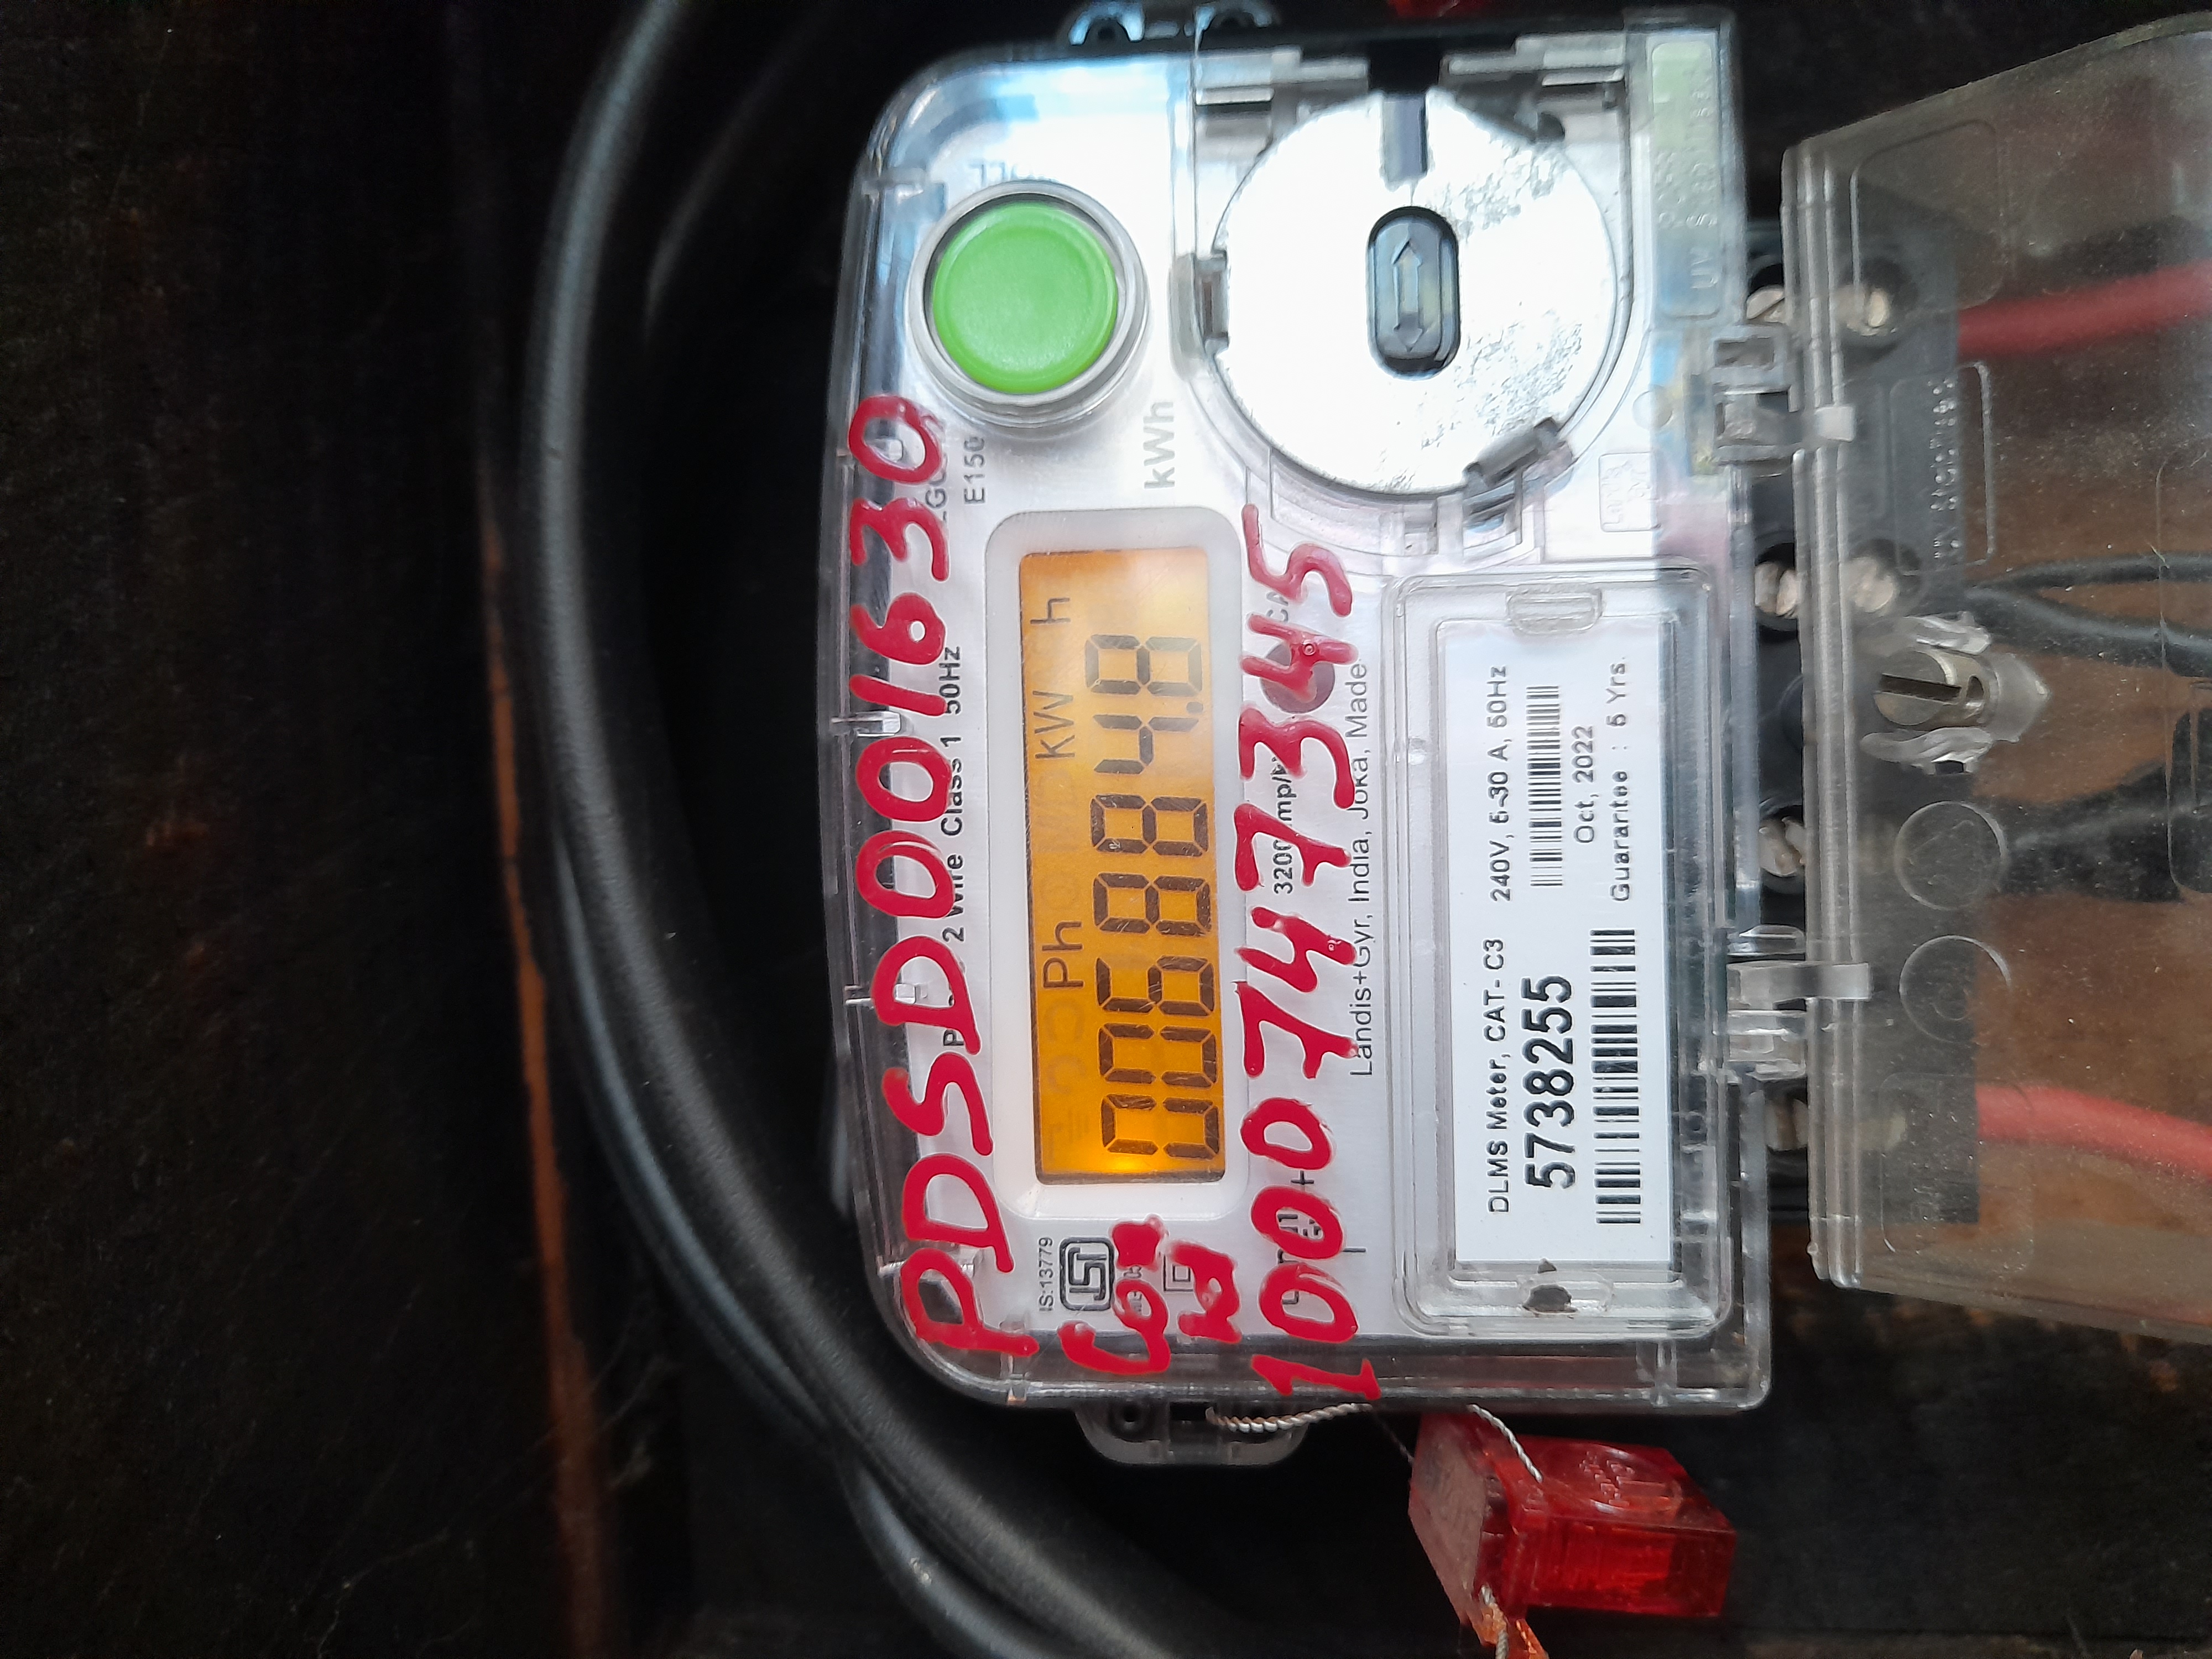 PDSD001630
E150
2 Wire Class 1 50Hz
kWh
IS:13779
Ph kW h
006884.8
Con
100747345
Landis+Gyr, India, Joka, Made
DLMS Meter, CAT- C3 240V, 5-30 A, 50Hz
5738255
Oct, 2022
Guarantee : 5 Yrs.